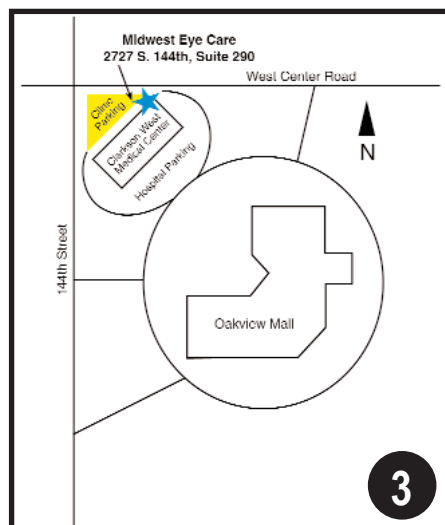 Midwest Eye Care
2727 S. 144th, Suite 290
West Center Road
Clinic
Parking
Clarkson West
Medical Center
Hospital Parking
N
144th Street
Oakview Mall
3